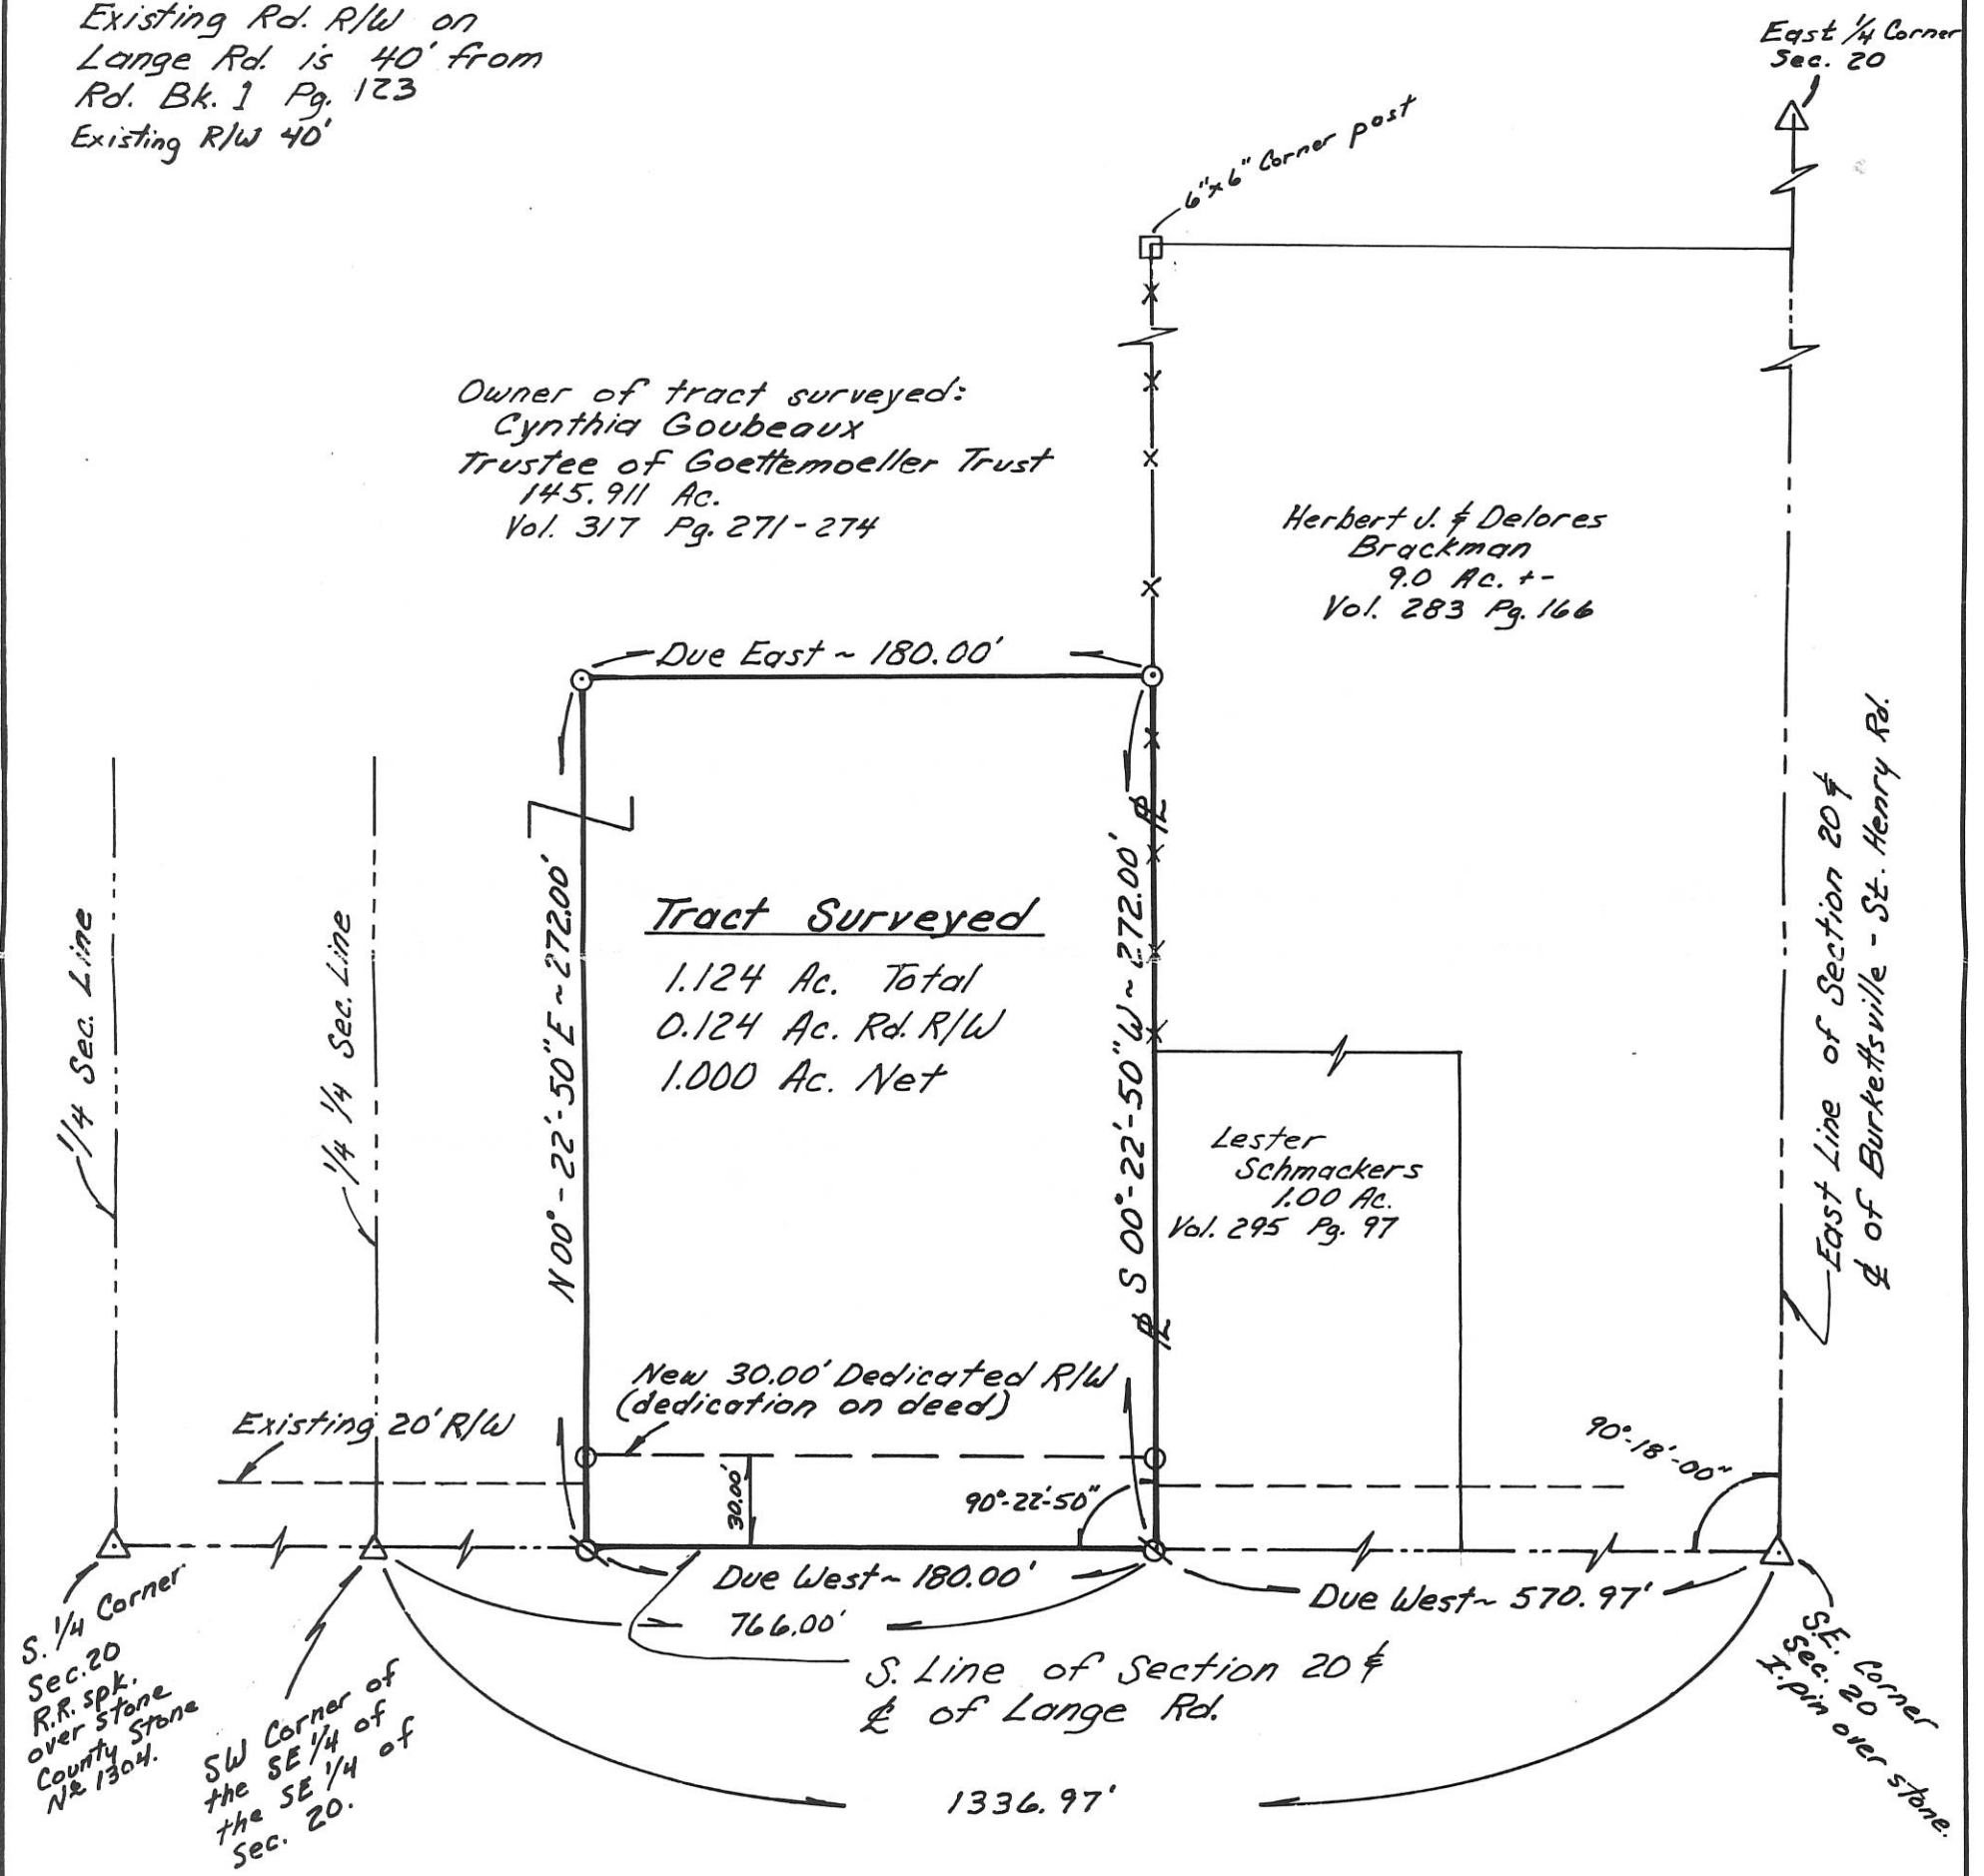 Existing Rd. R/W on
Lange Rd. is 40' from
Rd. Bk. 1 Pg. 123
Existing R/W 40'
East 1/4 Corner
Sec. 20
6"x6" Corner post
Owner of tract surveyed:
Cynthia Goubeaux
Trustee of Goettemoeller Trust
145.911 Ac.
Vol. 317 Pg. 271-274
Herbert J. & Delores
Brackman
9.0 Ac. +-
Vol. 283 Pg. 166
Due East ~ 180.00'
N 00°-22'-50" E ~ 272.00'
Tract Surveyed
1.124 Ac. Total
0.124 Ac. Rd. R/W
1.000 Ac. Net
S 00°-22'-50" W ~ 272.00'
PL
PL
1/4 Sec. Line
1/4 1/4 Sec. Line
Lester
Schmackers
1.00 Ac.
Vol. 295 Pg. 97
East Line of Section 20 &
℄ of Burkettsville - St. Henry Rd.
New 30.00' Dedicated R/W
(dedication on deed)
Existing 20' R/W
30.00'
90°-22'-50"
90°-18'-00"
Due West ~ 180.00'
766.00'
Due West ~ 570.97'
S. Line of Section 20 &
℄ of Lange Rd.
1336.97'
S. 1/4 Corner
Sec. 20
R.R. spk.
over stone
County Stone
No 1304.
SW Corner of
the SE 1/4 of
the SE 1/4 of
Sec. 20.
S.E. Corner
Sec. 20
I. pin over stone.